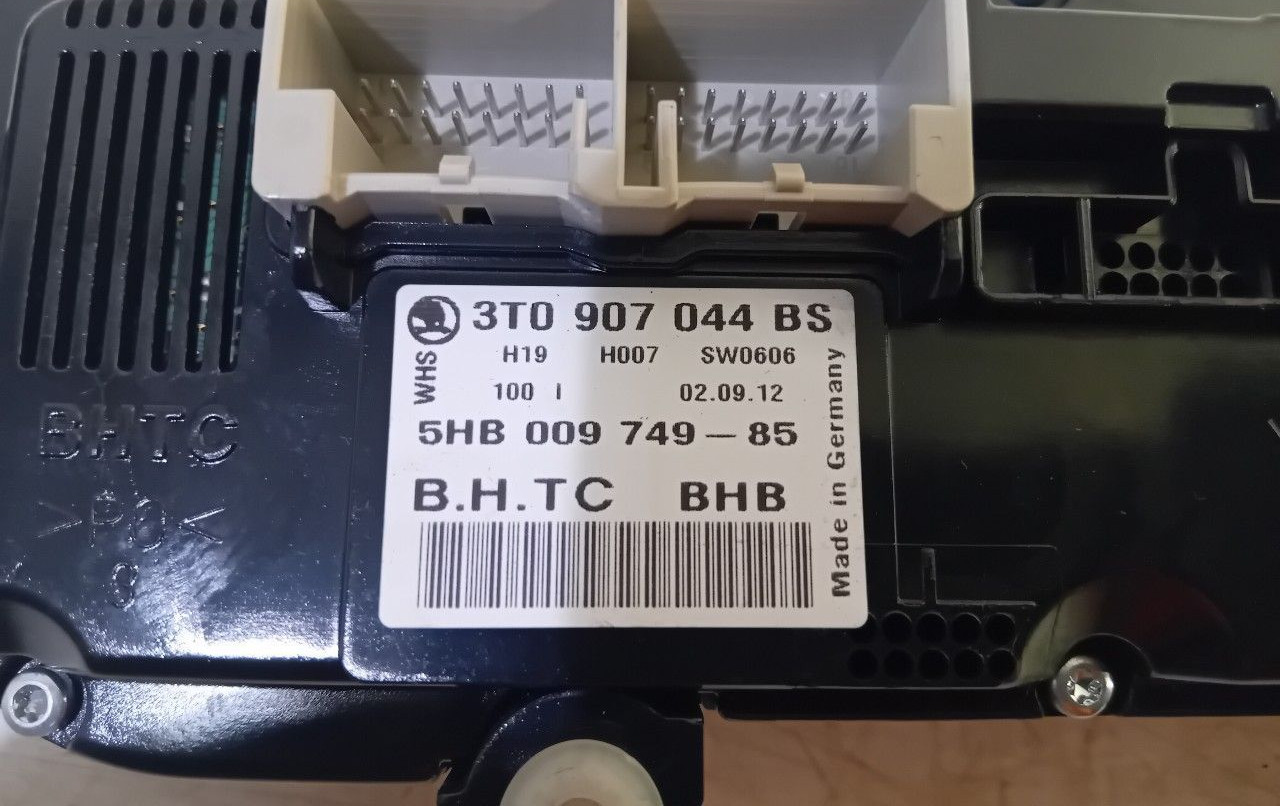 3T0 907 044 BS
WHS
H19 H007 SW0606
100 I 02.09.12
5HB 009 749 – 85
B.H.TC BHB
Made in Germany
BHTC